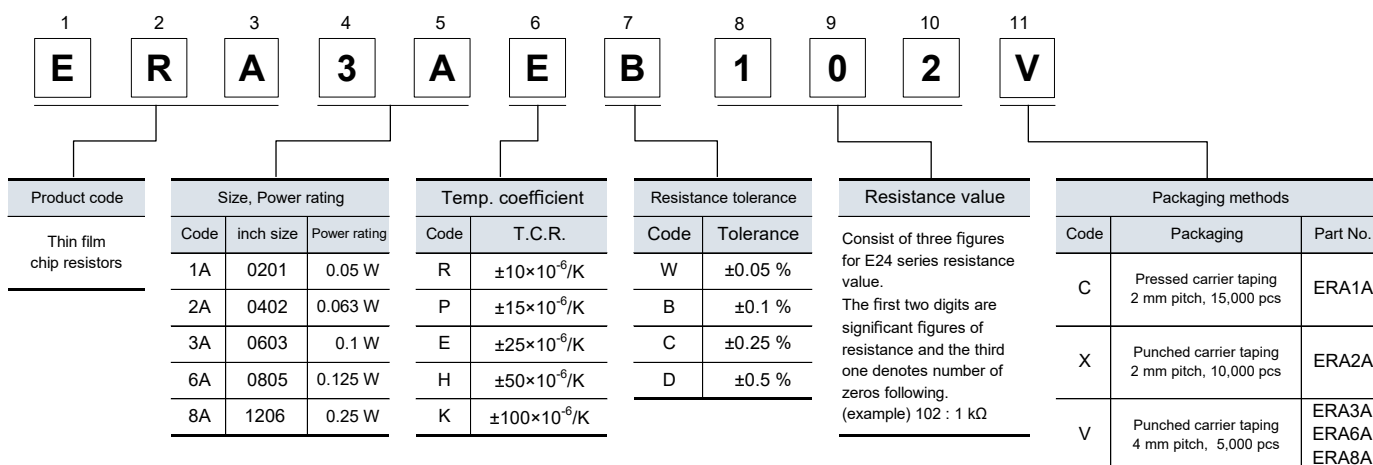 1 2 3 4 5 6 7 8 9 10 11
E R A 3 A E B 1 0 2 V
Product code
Thin film
chip resistors
Size, Power rating
Code inch size Power rating
1A 0201 0.05 W
2A 0402 0.063 W
3A 0603 0.1 W
6A 0805 0.125 W
8A 1206 0.25 W
Temp. coefficient
Code T.C.R.
R ±10×10⁻⁶/K
P ±15×10⁻⁶/K
E ±25×10⁻⁶/K
H ±50×10⁻⁶/K
K ±100×10⁻⁶/K
Resistance tolerance
Code Tolerance
W ±0.05 %
B ±0.1 %
C ±0.25 %
D ±0.5 %
Resistance value
Consist of three figures
for E24 series resistance
value.
The first two digits are
significant figures of
resistance and the third
one denotes number of
zeros following.
(example) 102 : 1 kΩ
Packaging methods
Code Packaging Part No.
C Pressed carrier taping
2 mm pitch, 15,000 pcs ERA1A
X Punched carrier taping
2 mm pitch, 10,000 pcs ERA2A
V Punched carrier taping
4 mm pitch, 5,000 pcs ERA3A
ERA6A
ERA8A